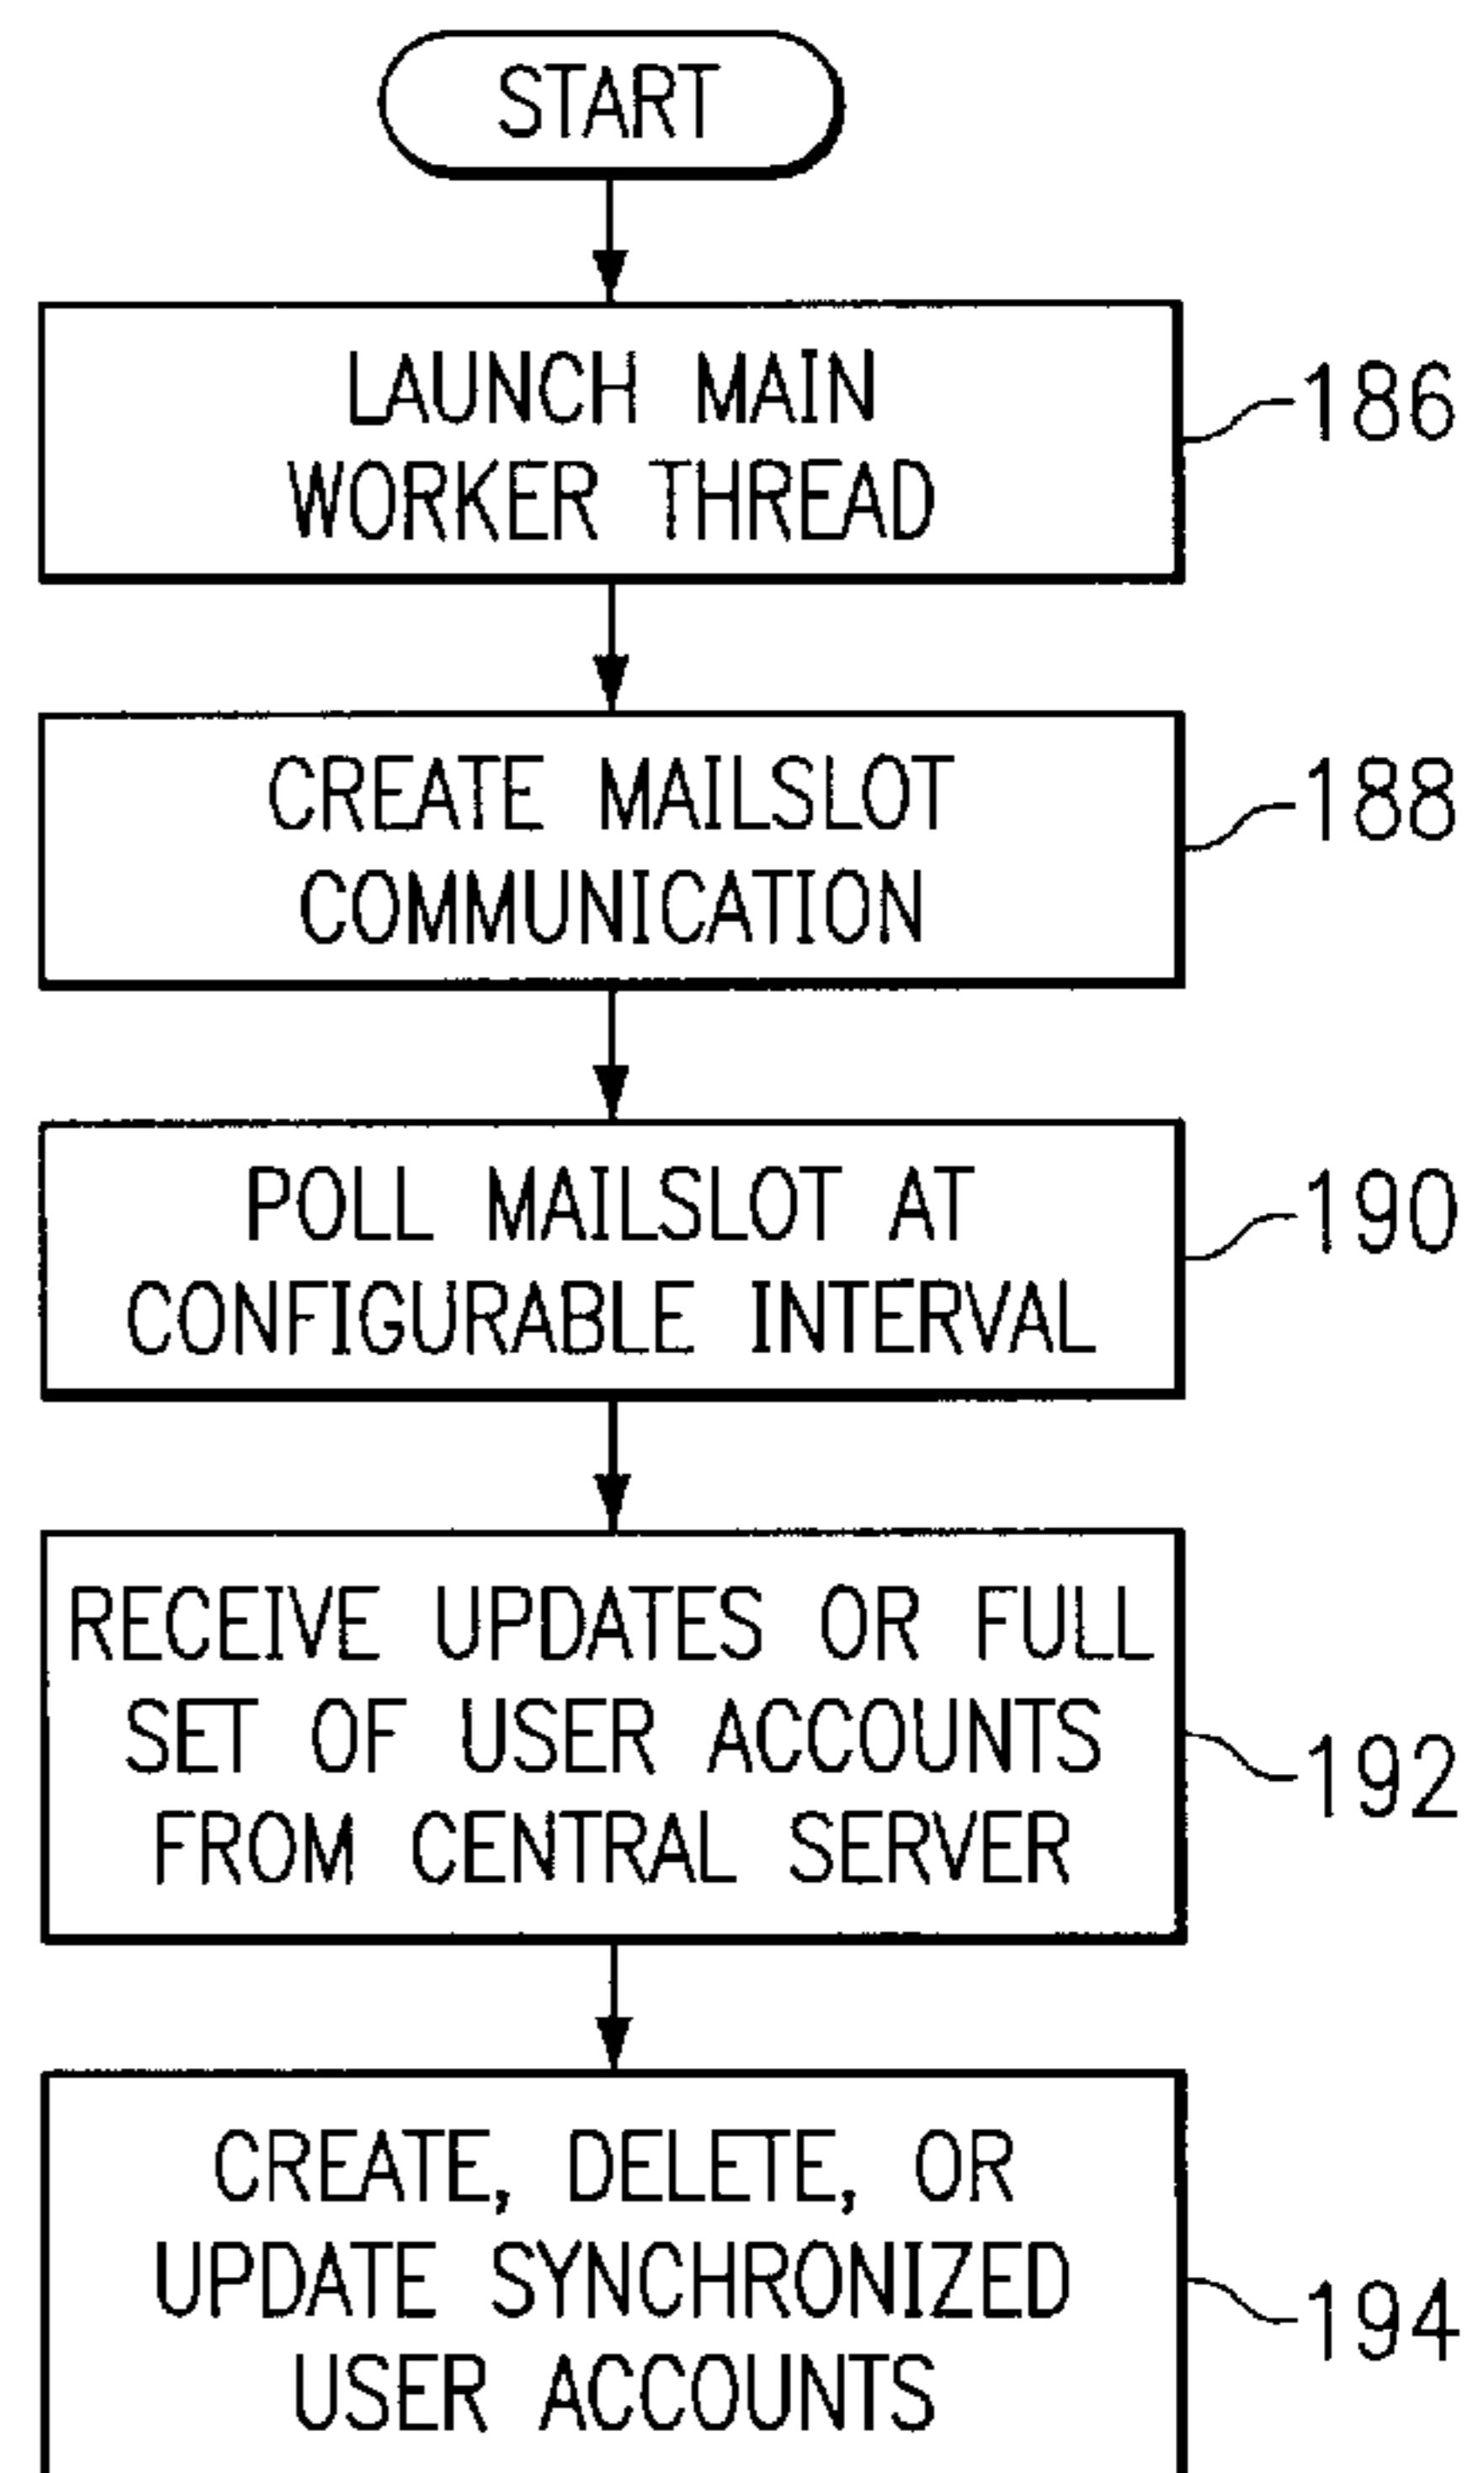 START
LAUNCH MAIN
WORKER THREAD
186
CREATE MAILSLOT
COMMUNICATION
188
POLL MAILSLOT AT
CONFIGURABLE INTERVAL
190
RECEIVE UPDATES OR FULL
SET OF USER ACCOUNTS
FROM CENTRAL SERVER
192
CREATE, DELETE, OR
UPDATE SYNCHRONIZED
USER ACCOUNTS
194